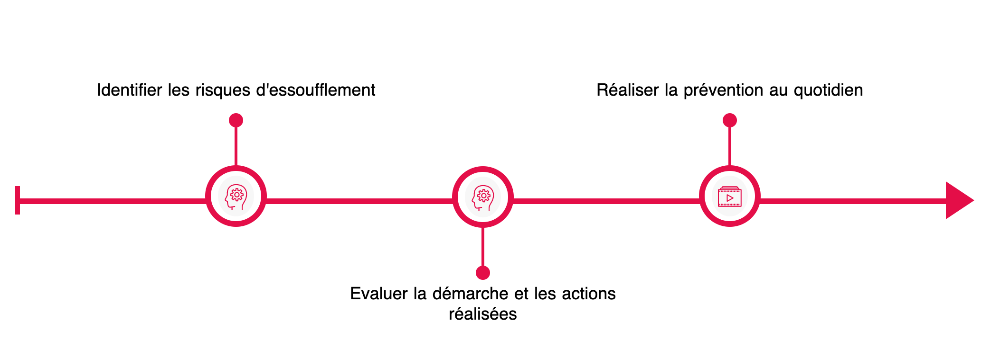 Identifier les risques d'essoufflement
Réaliser la prévention au quotidien
Evaluer la démarche et les actions
réalisées